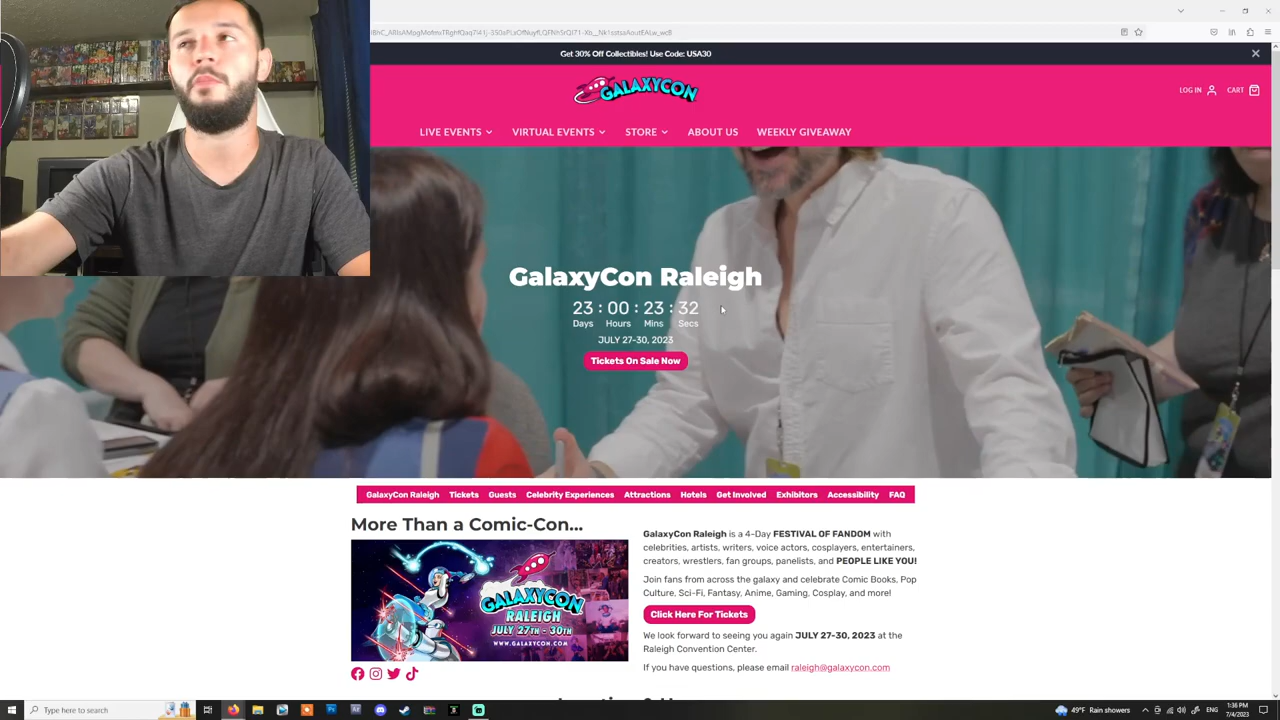 Get 30% Off Collectibles! Use Code: USA30
GALAXYCON
LOG IN
CART
LIVE EVENTS
VIRTUAL EVENTS
STORE
ABOUT US
WEEKLY GIVEAWAY
GalaxyCon Raleigh
23 : 00 : 23 : 32
Days Hours Mins Secs
JULY 27-30, 2023
Tickets On Sale Now
GalaxyCon Raleigh Tickets Guests Celebrity Experiences Attractions Hotels Get Involved Exhibitors Accessibility FAQ
More Than a Comic-Con...
GALAXYCON
RALEIGH
JULY 27TH - 30TH
WWW.GALAXYCON.COM
GalaxyCon Raleigh is a 4-Day FESTIVAL OF FANDOM with
celebrities, artists, writers, voice actors, cosplayers, entertainers,
creators, wrestlers, fan groups, panelists, and PEOPLE LIKE YOU!
Join fans from across the galaxy and celebrate Comic Books, Pop
Culture, Sci-Fi, Fantasy, Anime, Gaming, Cosplay, and more!
Click Here For Tickets
We look forward to seeing you again JULY 27-30, 2023 at the
Raleigh Convention Center.
If you have questions, please email raleigh@galaxycon.com
Type here to search
49°F Rain showers
ENG
1:36 PM
7/4/2023